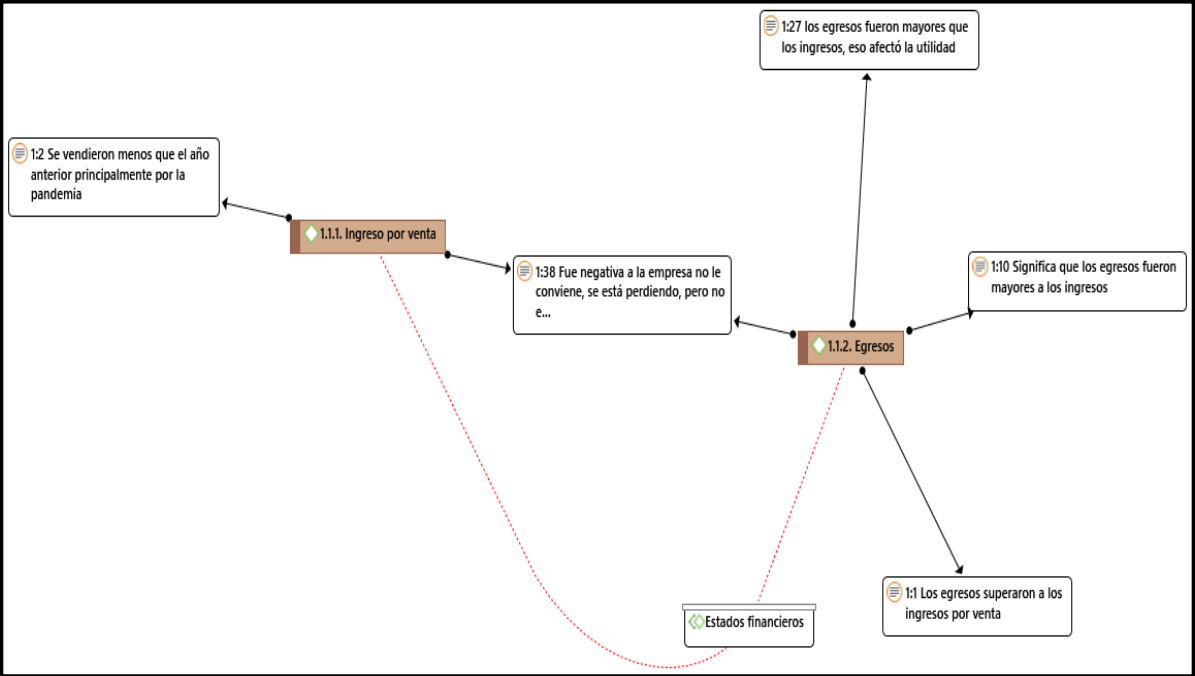 1:27 los egresos fueron mayores que
los ingresos, eso afectó la utilidad
1:2 Se vendieron menos que el año
anterior principalmente por la
pandemia
1.1.1. Ingreso por venta
1:38 Fue negativa a la empresa no le
conviene, se está perdiendo, pero no
e...
1:10 Significa que los egresos fueron
mayores a los ingresos
1.1.2. Egresos
1:1 Los egresos superaron a los
ingresos por venta
Estados financieros